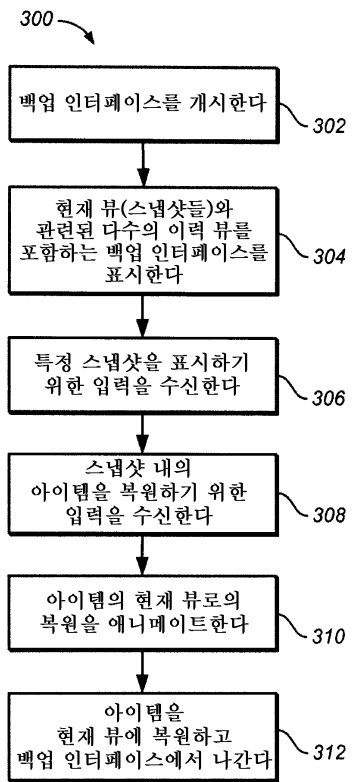 300
백업 인터페이스를 개시한다
302
현재 뷰(스냅샷들)와
관련된 다수의 이력 뷰를
포함하는 백업 인터페이스를
표시한다
304
특정 스냅샷을 표시하기
위한 입력을 수신한다
306
스냅샷 내의
아이템을 복원하기 위한
입력을 수신한다
308
아이템의 현재 뷰로의
복원을 애니메이트한다
310
아이템을
현재 뷰에 복원하고
백업 인터페이스에서 나간다
312